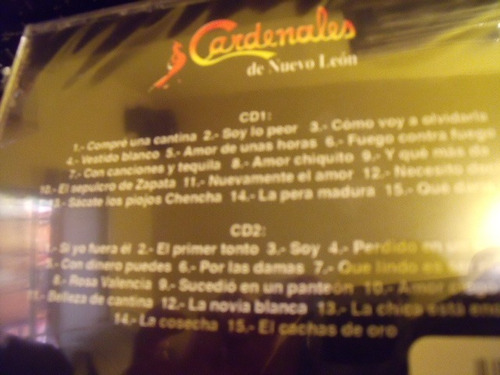 Cardenales
de Nuevo León
CD1:
1.- Compré una cantina 2.- Soy lo peor 3.- Cómo voy a olvidarla
4.- Vestido blanco 5.- Amor de unas horas 6.- Fuego contra fuego
7.- Con canciones y tequila 8.- Amor chiquito 9.- Y qué más da
10.- El sepulcro de Zapata 11.- Nuevamente el amor 12.- Necesito
13.- Sácate los piojos Chencha 14.- La pera madura 15.- Qué
CD2:
1.- Si yo fuera él 2.- El primer tonto 3.- Soy 4.- Perdido en un
5.- Con dinero puedes 6.- Por las damas 7.- Que lindo es
8.- Rosa Valencia 9.- Sucedió en un panteón 10.- Amor
11.- Belleza de cantina 12.- La novia blanca 13.- La chica está
14.- La cosecha 15.- El cachas de oro